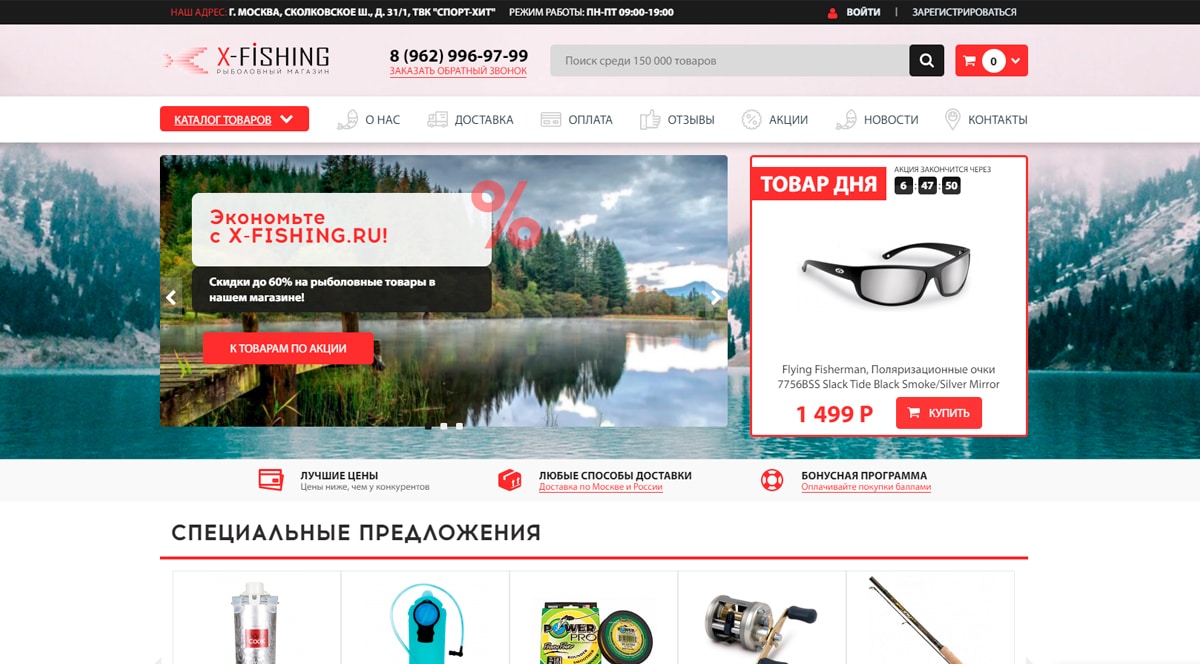 НАШ АДРЕС: Г. МОСКВА, СКОЛКОВСКОЕ Ш., Д. 31/1, ТВК "СПОРТ-ХИТ" РЕЖИМ РАБОТЫ: ПН-ПТ 09:00-19:00 ВОЙТИ | ЗАРЕГИСТРИРОВАТЬСЯ
X-FISHING
РЫБОЛОВНЫЙ МАГАЗИН
8 (962) 996-97-99
ЗАКАЗАТЬ ОБРАТНЫЙ ЗВОНОК
Поиск среди 150 000 товаров
0
КАТАЛОГ ТОВАРОВ О НАС ДОСТАВКА ОПЛАТА ОТЗЫВЫ АКЦИИ НОВОСТИ КОНТАКТЫ
%
Экономьте
с X-FISHING.RU!
Скидки до 60% на рыболовные товары в
нашем магазине!
К ТОВАРАМ ПО АКЦИИ
ТОВАР ДНЯ
АКЦИЯ ЗАКОНЧИТСЯ ЧЕРЕЗ
6 : 47 : 50
Flying Fisherman, Поляризационные очки
7756BSS Slack Tide Black Smoke/Silver Mirror
1 499 Р КУПИТЬ
ЛУЧШИЕ ЦЕНЫ
Цены ниже, чем у конкурентов
ЛЮБЫЕ СПОСОБЫ ДОСТАВКИ
Доставка по Москве и России
БОНУСНАЯ ПРОГРАММА
Оплачивайте покупки баллами
СПЕЦИАЛЬНЫЕ ПРЕДЛОЖЕНИЯ
COOK
POWER
PRO